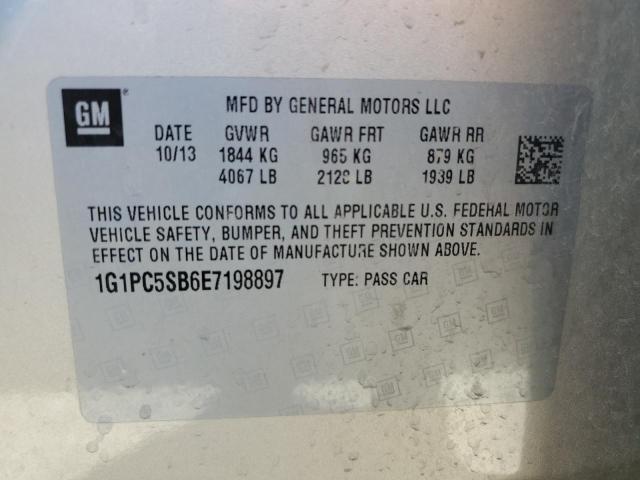 GM
MFD BY GENERAL MOTORS LLC
DATE GVWR GAWR FRT GAWR RR
10/13 1844 KG 965 KG 879 KG
4067 LB 2128 LB 1939 LB
THIS VEHICLE CONFORMS TO ALL APPLICABLE U.S. FEDERAL MOTOR
VEHICLE SAFETY, BUMPER, AND THEFT PREVENTION STANDARDS IN
EFFECT ON THE DATE OF MANUFACTURE SHOWN ABOVE.
1G1PC5SB6E7198897 TYPE: PASS CAR